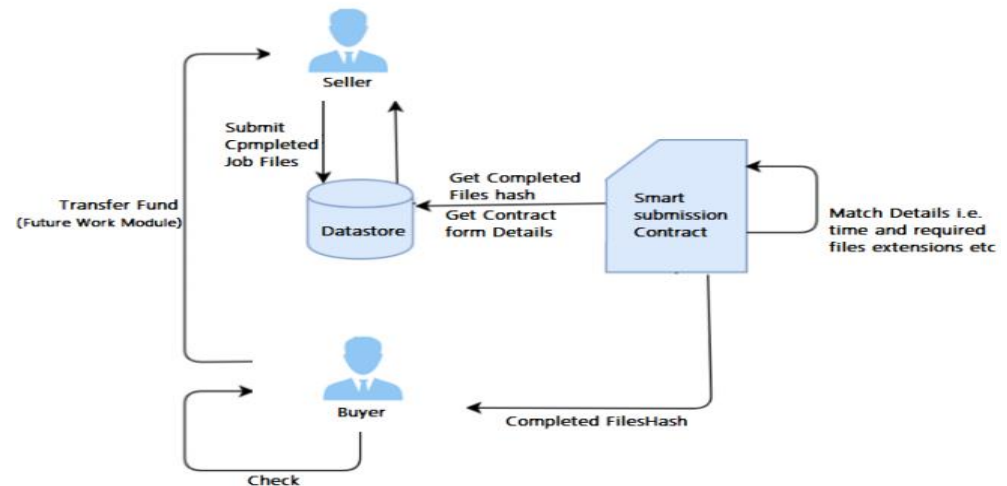 Seller
Submit
Cpmpleted
Job Files
Transfer Fund
(Future Work Module)
Get Completed
Files hash
Get Contract
form Details
Datastore
Smart
submission
Contract
Match Details i.e.
time and required
files extensions etc
Buyer
Completed FilesHash
Check